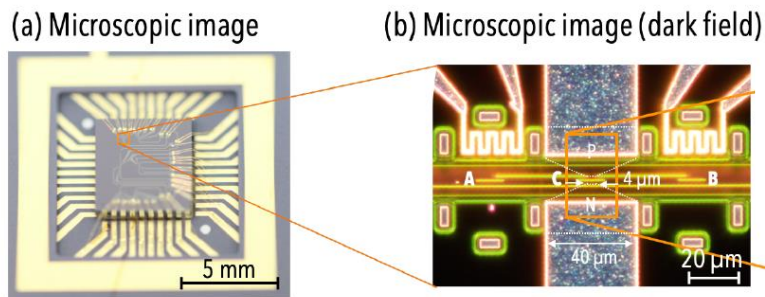 (a) Microscopic image
(b) Microscopic image (dark field)
5 mm
P
A
C
4 µm
B
N
40 µm
20 µm